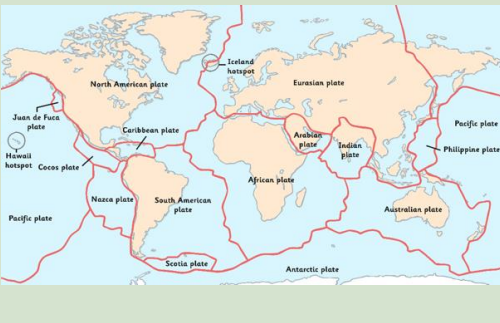 Iceland
hotspot
North American plate
Eurasian plate
Juan de Fuca
plate
Caribbean plate
Pacific plate
Arabian
plate
Indian
plate
Philippine plate
Hawaii
hotspot
Cocos plate
African plate
Nazca plate
South American
plate
Australian plate
Pacific plate
Scotia plate
Antarctic plate